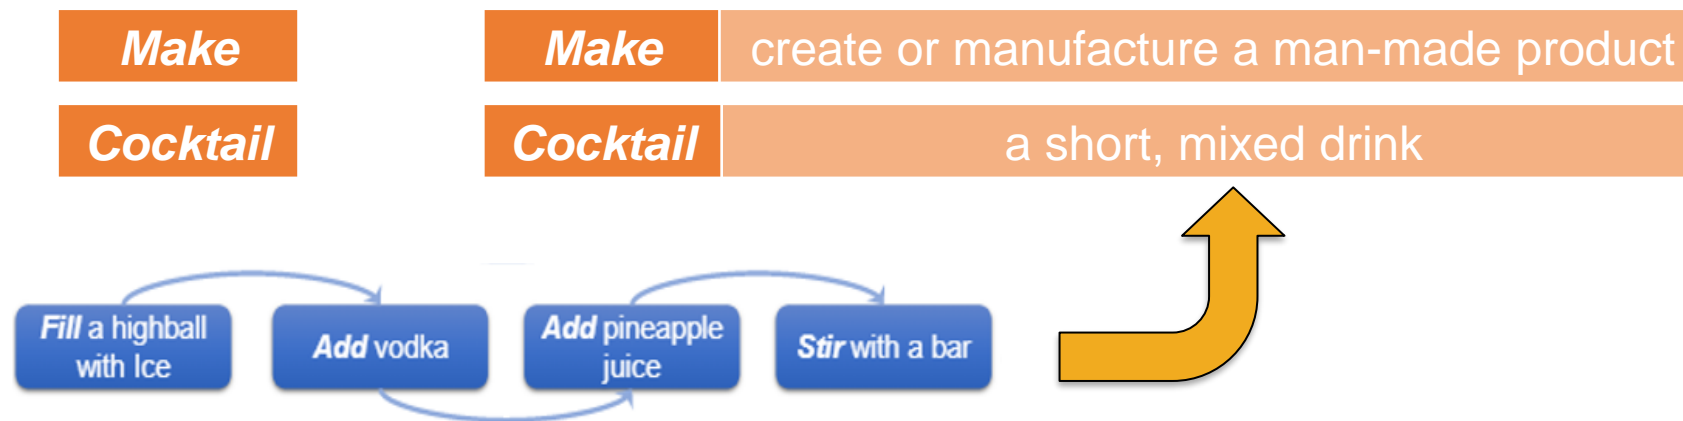 Make
Make create or manufacture a man-made product
Cocktail
Cocktail a short, mixed drink
Fill a highball
with Ice
Add vodka
Add pineapple
juice
Stir with a bar